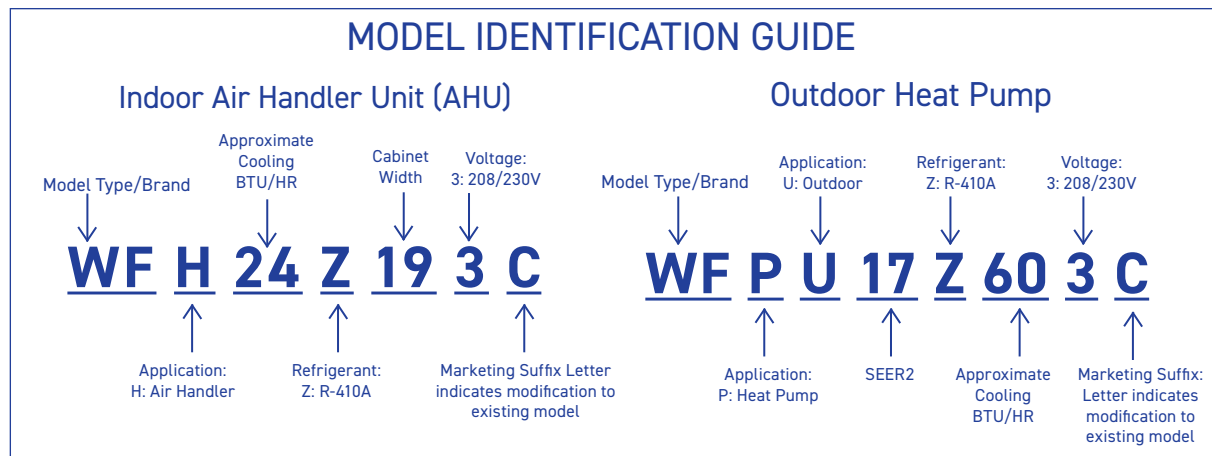 MODEL IDENTIFICATION GUIDE
Indoor Air Handler Unit (AHU)
Model Type/Brand
Approximate
Cooling
BTU/HR
Cabinet
Width
Voltage:
3: 208/230V
WF H 24 Z 19 3 C
Application:
H: Air Handler
Refrigerant:
Z: R-410A
Marketing Suffix Letter
indicates modification to
existing model
Outdoor Heat Pump
Model Type/Brand
Application:
U: Outdoor
Refrigerant:
Z: R-410A
Voltage:
3: 208/230V
WF P U 17 Z 60 3 C
Application:
P: Heat Pump
SEER2
Approximate
Cooling
BTU/HR
Marketing Suffix:
Letter indicates
modification to
existing model